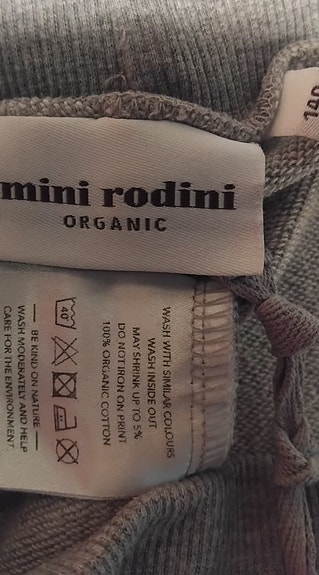 mini rodini
ORGANIC
140
WASH WITH SIMILAR COLOURS
WASH INSIDE OUT
MAY SHRINK UP TO 5%
DO NOT IRON ON PRINT
100% ORGANIC COTTON
40
— BE KIND ON NATURE —
WASH MODERATELY AND HELP
CARE FOR THE ENVIRONMENT